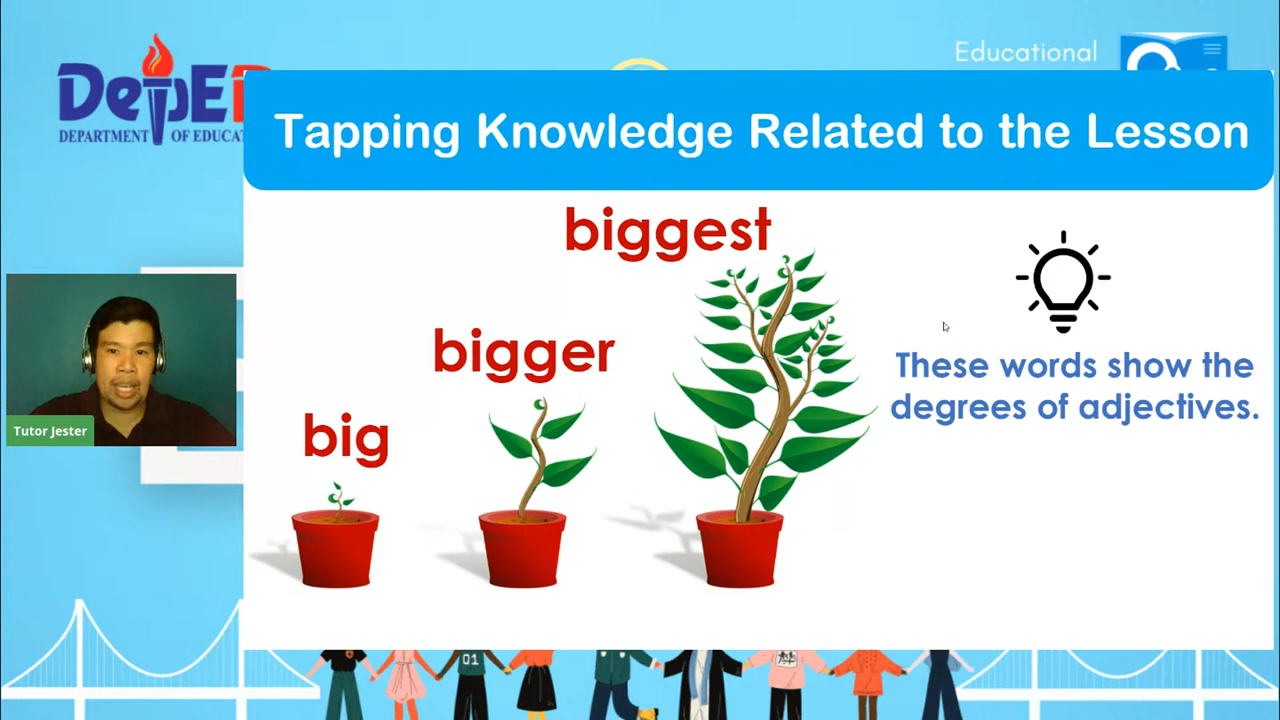 DepED
DEPARTMENT OF EDUCAT
Educational
Tapping Knowledge Related to the Lesson
biggest
bigger
big
These words show the
degrees of adjectives.
Tutor Jester
01